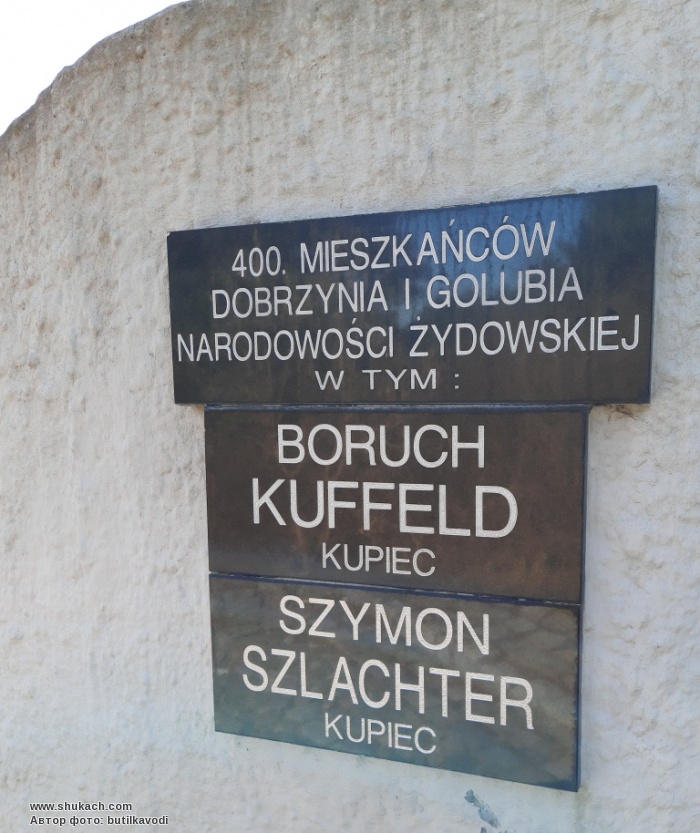 400. MIESZKAŃCÓW
DOBRZYNIA I GOLUBIA
NARODOWOŚCI ŻYDOWSKIEJ
W TYM :
BORUCH
KUFFELD
KUPIEC
SZYMON
SZLACHTER
KUPIEC
www.shukach.com
Автор фото: butilkavodi